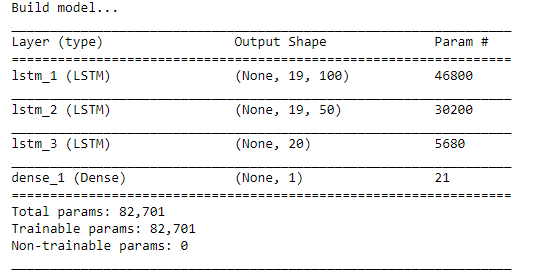 Build model...
_________________________________________________________________
Layer (type)                 Output Shape              Param #
=================================================================
lstm_1 (LSTM)                (None, 19, 100)           46800
_________________________________________________________________
lstm_2 (LSTM)                (None, 19, 50)            30200
_________________________________________________________________
lstm_3 (LSTM)                (None, 20)                5680
_________________________________________________________________
dense_1 (Dense)              (None, 1)                 21
=================================================================
Total params: 82,701
Trainable params: 82,701
Non-trainable params: 0
_________________________________________________________________